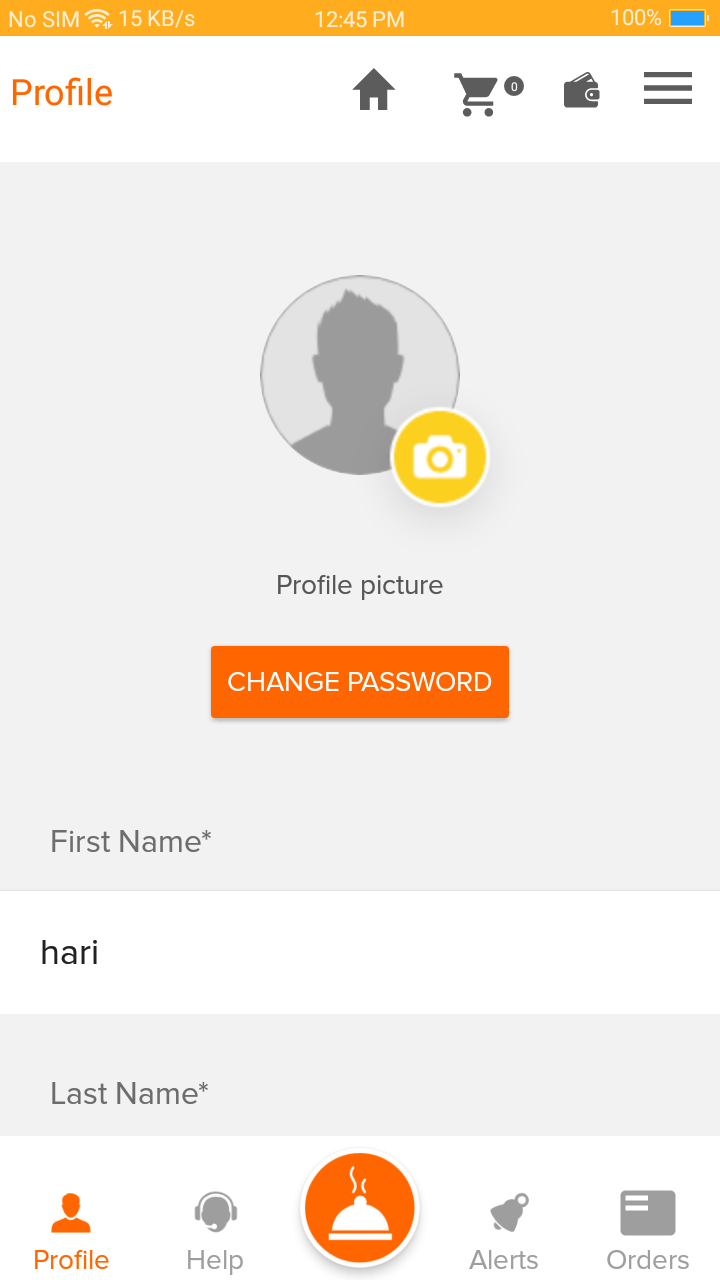 No SIM 15 KB/s 12:45 PM 100%
Profile 0
Profile picture
CHANGE PASSWORD
First Name*
hari
Last Name*
Profile Help Alerts Orders